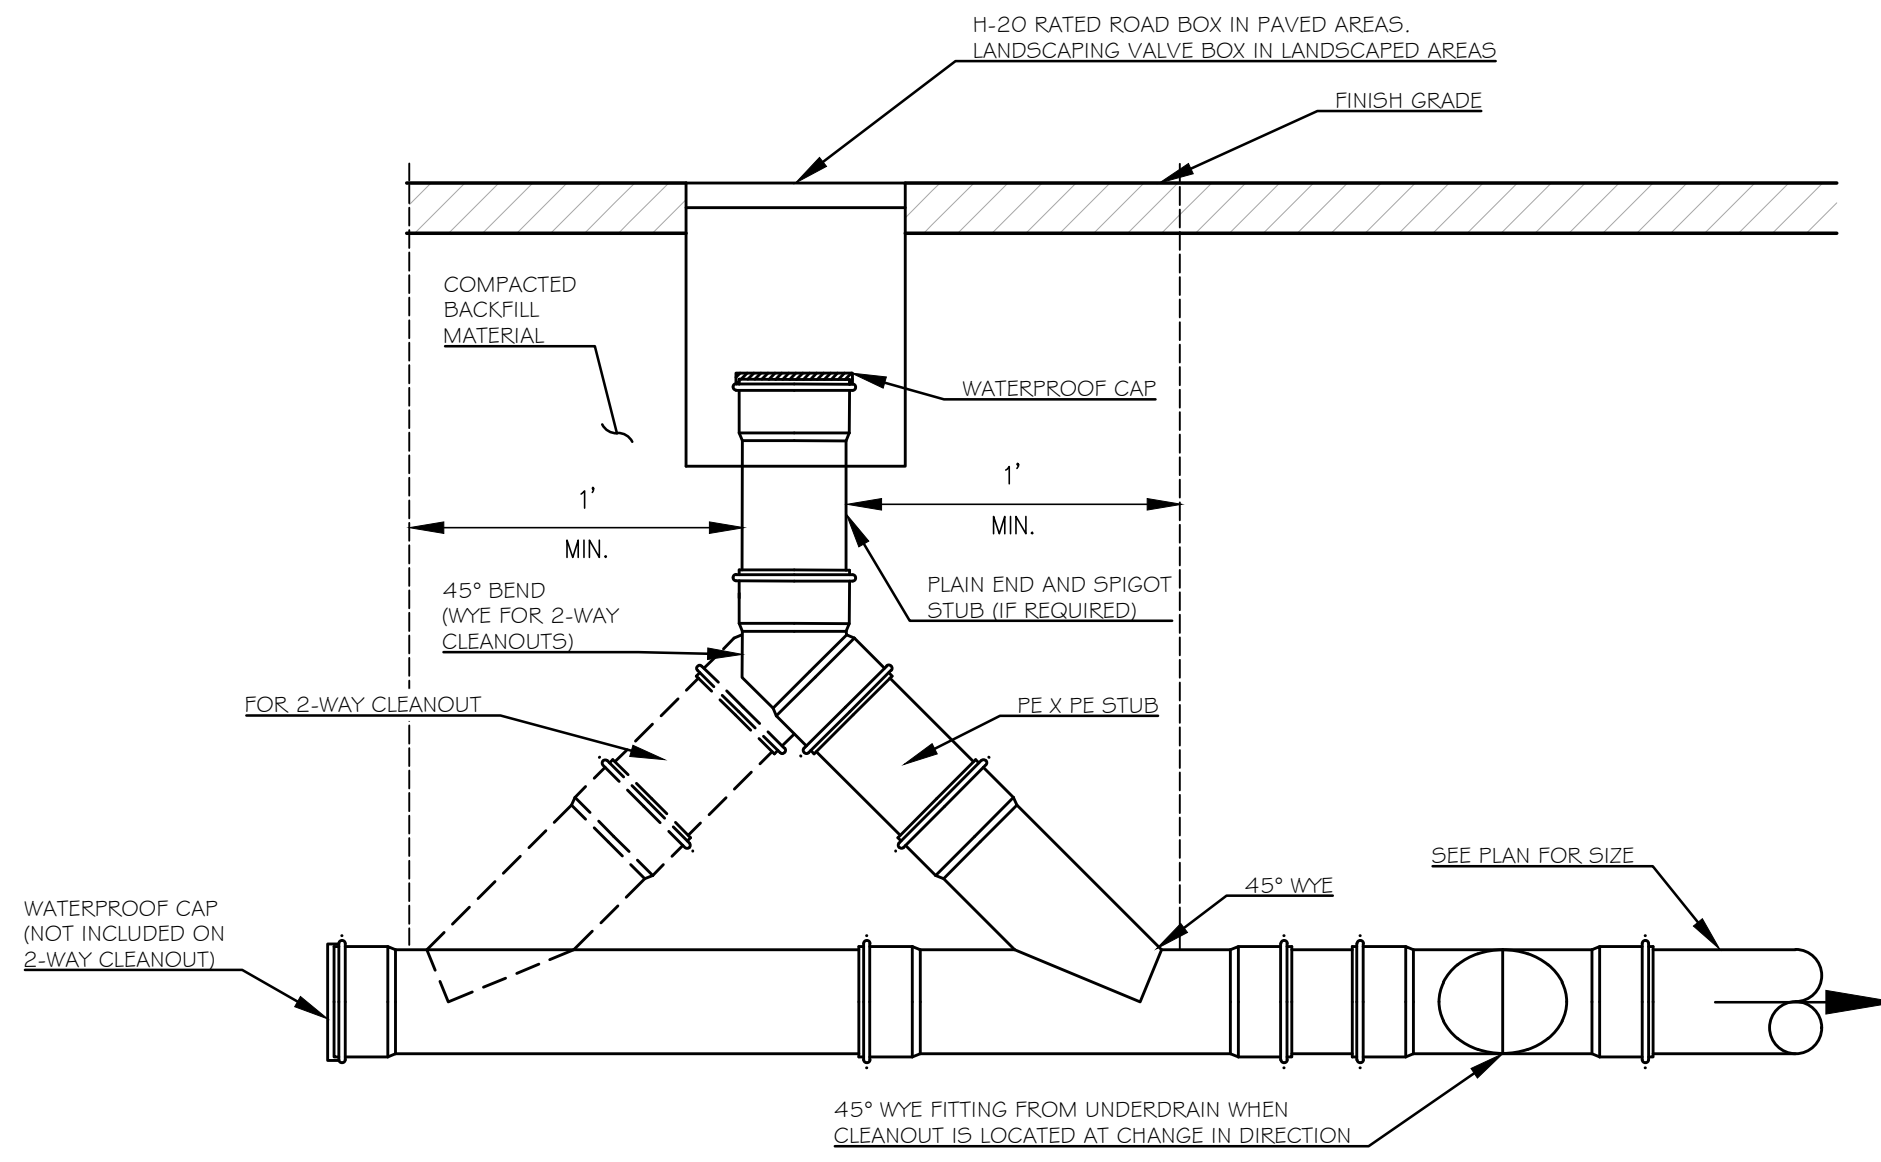 H-20 RATED ROAD BOX IN PAVED AREAS.
LANDSCAPING VALVE BOX IN LANDSCAPED AREAS
FINISH GRADE
COMPACTED
BACKFILL
MATERIAL
WATERPROOF CAP
1'
MIN.
1'
MIN.
45° BEND
(WYE FOR 2-WAY
CLEANOUTS)
PLAIN END AND SPIGOT
STUB (IF REQUIRED)
FOR 2-WAY CLEANOUT
PE X PE STUB
SEE PLAN FOR SIZE
45° WYE
WATERPROOF CAP
(NOT INCLUDED ON
2-WAY CLEANOUT)
45° WYE FITTING FROM UNDERDRAIN WHEN
CLEANOUT IS LOCATED AT CHANGE IN DIRECTION